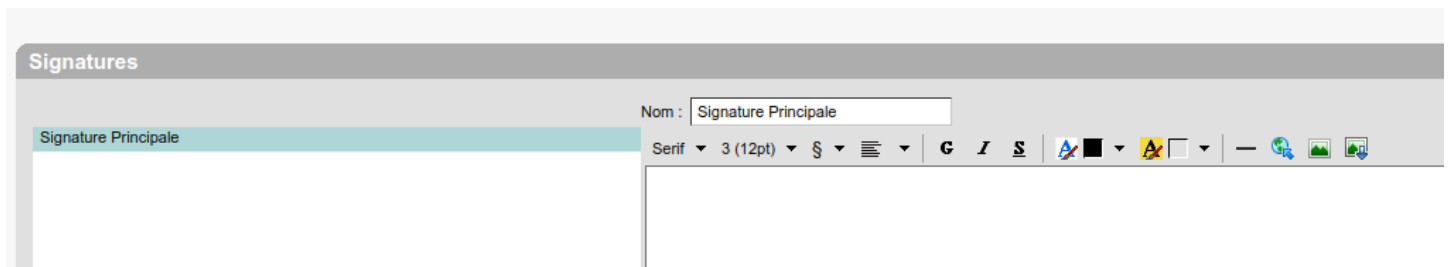 Signatures
Nom : Signature Principale
Signature Principale
Serif 3 (12pt) § G I S